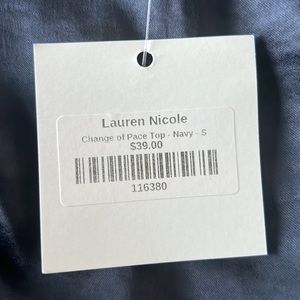 Lauren Nicole
Change of Pace Top - Navy - S
$39.00
116380